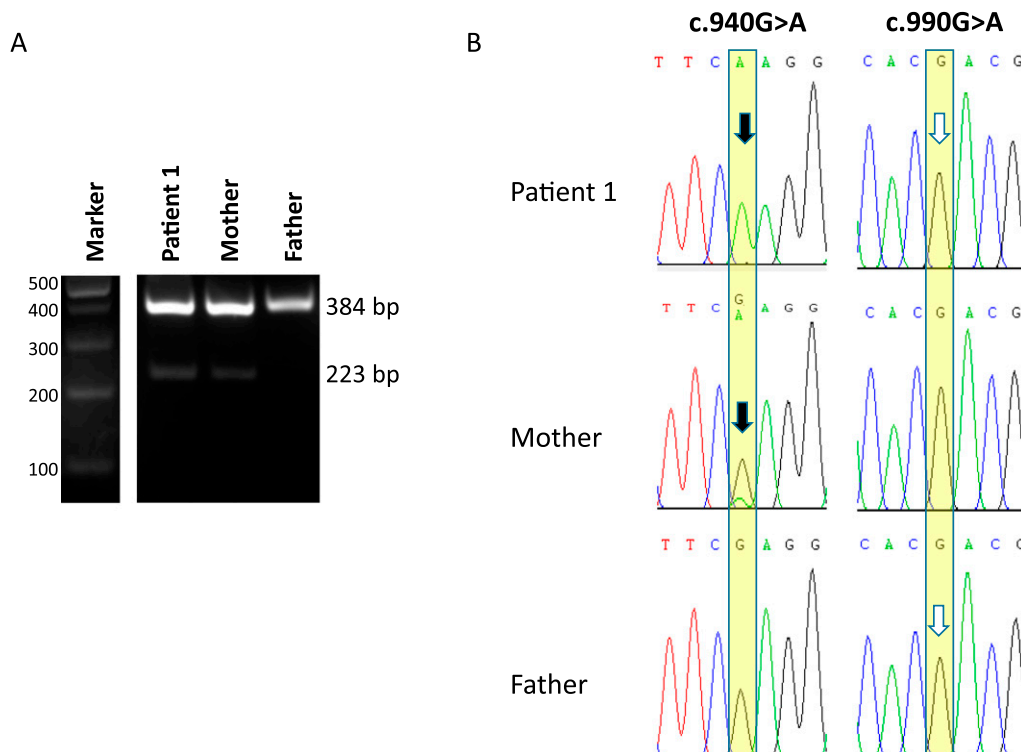 A
Marker
Patient 1
Mother
Father
500
400
300
200
100
384 bp
223 bp
B
c.940G>A
c.990G>A
Patient 1
T T C A A G G
C A C G A C G
Mother
T T C G A G G
A
C A C G A C G
Father
T T C G A G G
C A C G A C